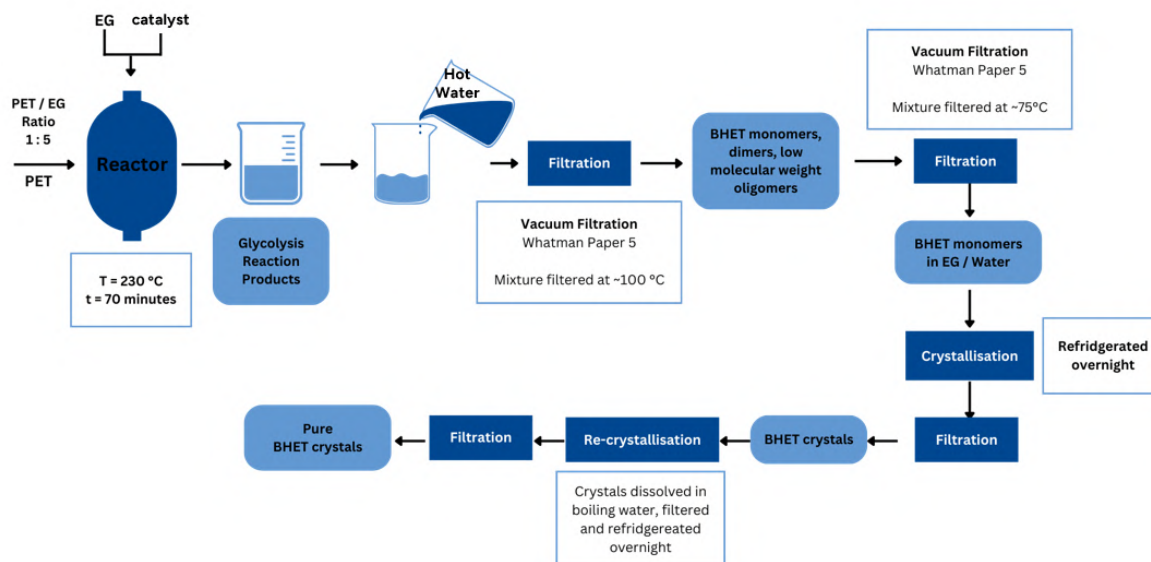 EG catalyst
PET / EG
Ratio
1 : 5
PET
Reactor
T = 230 °C
t = 70 minutes
Glycolysis
Reaction
Products
Hot
Water
Filtration
Vacuum Filtration
Whatman Paper 5
Mixture filtered at ~100 °C
BHET monomers,
dimers, low
molecular weight
oligomers
Vacuum Filtration
Whatman Paper 5
Mixture filtered at ~75°C
Filtration
BHET monomers
in EG / Water
Crystallisation
Refridgerated
overnight
Filtration
BHET crystals
Re-crystallisation
Crystals dissolved in
boiling water, filtered
and refridgereated
overnight
Filtration
Pure
BHET crystals